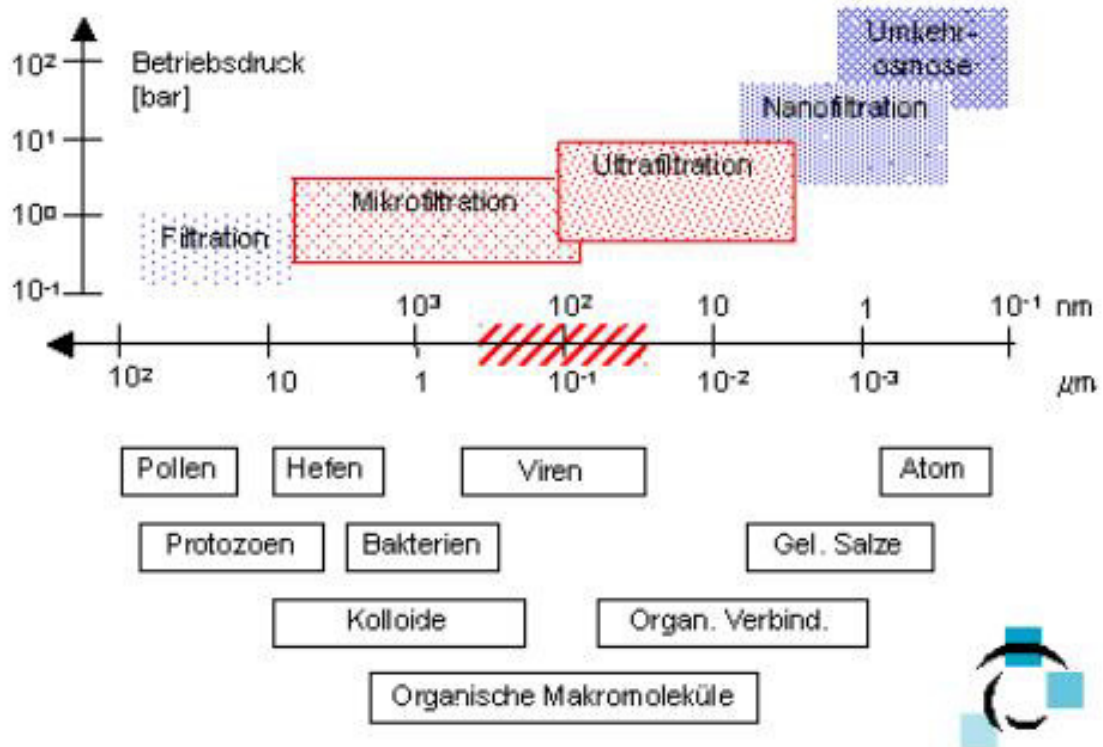 Umkehr-
osmose
10² Betriebsdruck
[bar]
Nanofiltration
10¹
Ultrafiltration
Mikrofiltration
10⁰
Filtration
10⁻¹
10³ 10² 10 1 10⁻¹ nm
10² 10 1 10⁻¹ 10⁻² 10⁻³ µm
Pollen Hefen Viren Atom
Protozoen Bakterien Gel. Salze
Kolloide Organ. Verbind.
Organische Makromoleküle